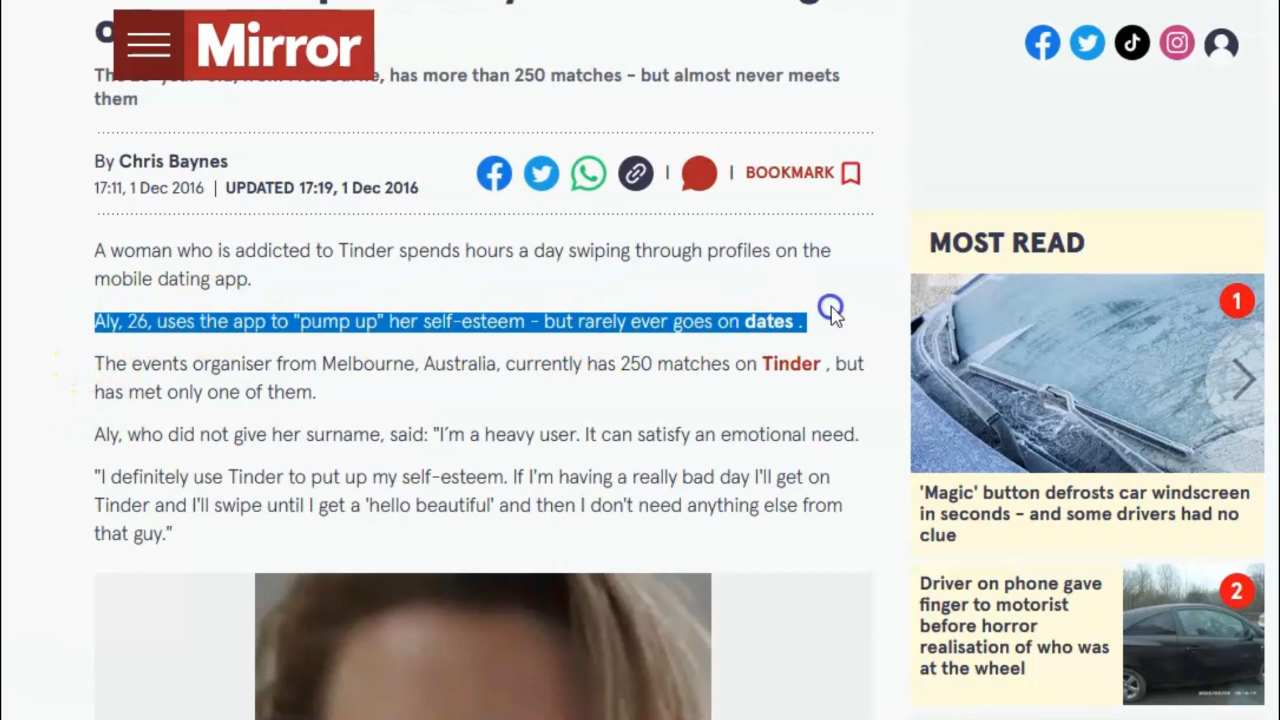 Mirror
has more than 250 matches - but almost never meets
them
By Chris Baynes
17:11, 1 Dec 2016 | UPDATED 17:19, 1 Dec 2016
BOOKMARK
A woman who is addicted to Tinder spends hours a day swiping through profiles on the
mobile dating app.
Aly, 26, uses the app to "pump up" her self-esteem - but rarely ever goes on dates .
The events organiser from Melbourne, Australia, currently has 250 matches on Tinder , but
has met only one of them.
Aly, who did not give her surname, said: "I'm a heavy user. It can satisfy an emotional need.
"I definitely use Tinder to put up my self-esteem. If I'm having a really bad day I'll get on
Tinder and I'll swipe until I get a 'hello beautiful' and then I don't need anything else from
that guy."
MOST READ
1
'Magic' button defrosts car windscreen
in seconds - and some drivers had no
clue
Driver on phone gave
finger to motorist
before horror
realisation of who was
at the wheel
2